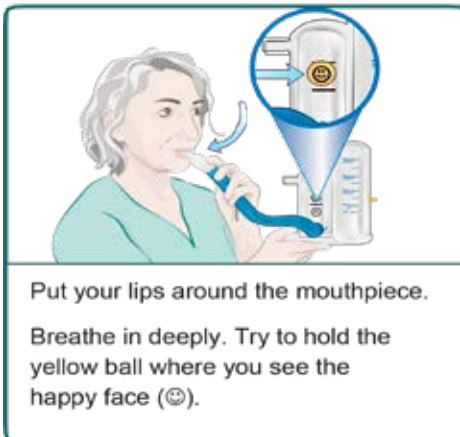 Put your lips around the mouthpiece.
Breathe in deeply. Try to hold the
yellow ball where you see the
happy face (☺).